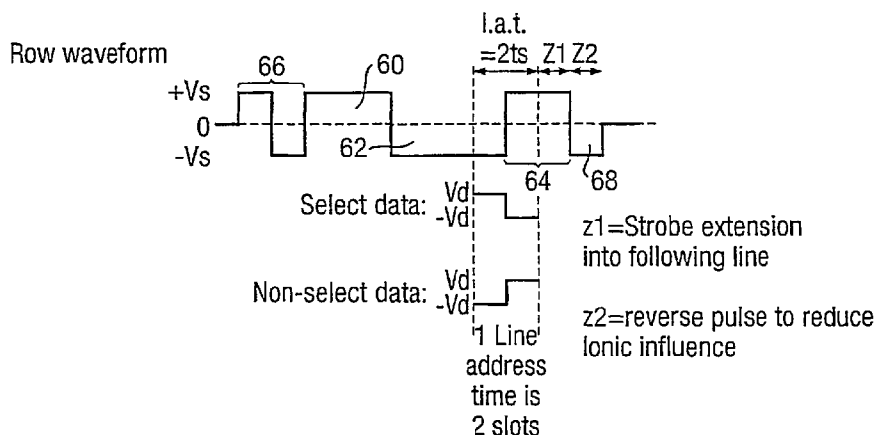 l.a.t.
=2ts Z1 Z2
Row waveform
66
60
+Vs
0
-Vs
62
64
68
Select data: Vd
-Vd
z1=Strobe extension
into following line
Non-select data: Vd
-Vd
z2=reverse pulse to reduce
Ionic influence
1 Line
address
time is
2 slots